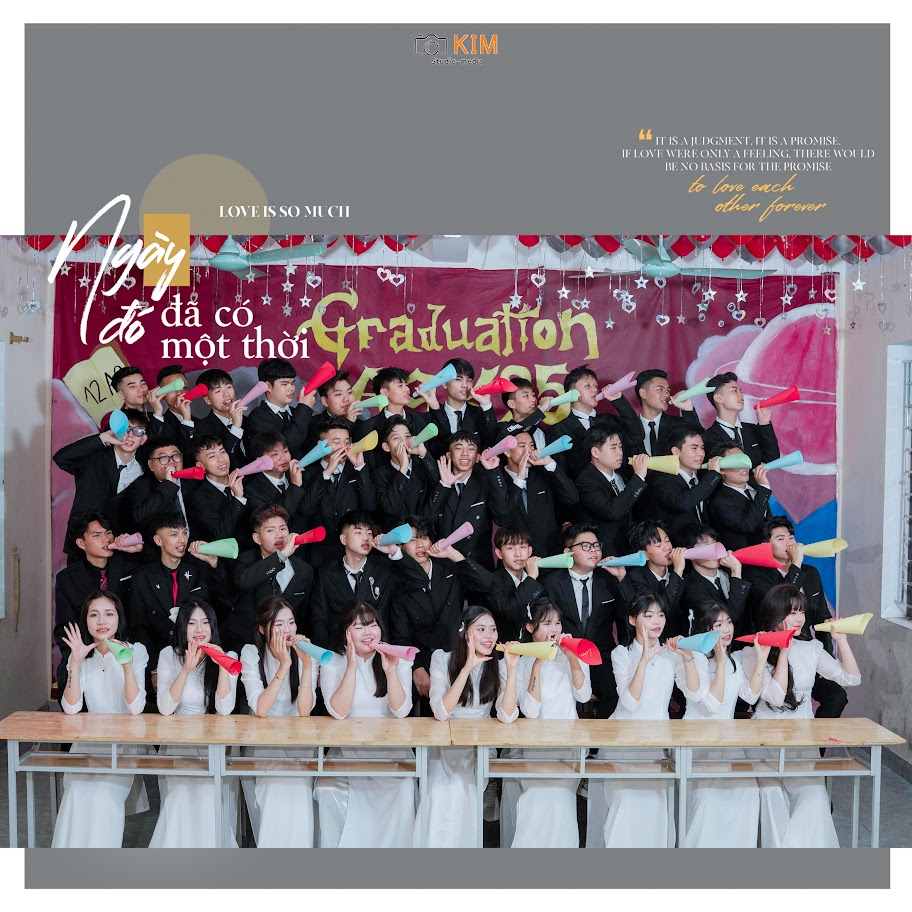 KIM
Studio-media
“ IT IS A JUDGMENT, IT IS A PROMISE,
IF LOVE WERE ONLY A FEELING, THERE WOULD
BE NO BASIS FOR THE PROMISE
to love each
other forever
LOVE IS SO MUCH
Ngày
đó
đã có
một thời
Graduation